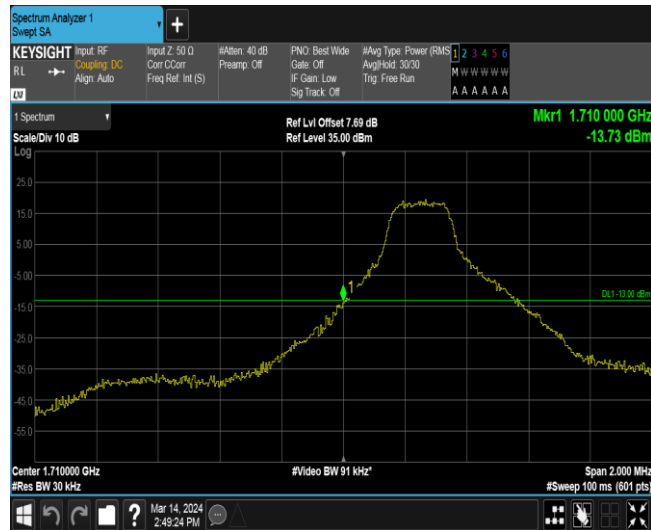 Spectrum Analyzer 1
Swept SA
+
KEYSIGHT
RL
LXI
Input: RF
Coupling: DC
Align: Auto
Input Z: 50 Ω
Corr CCorr
Freq Ref: Int (S)
#Atten: 40 dB
Preamp: Off
PNO: Best Wide
Gate: Off
IF Gain: Low
Sig Track: Off
#Avg Type: Power (RMS
Avg|Hold: 30/30
Trig: Free Run
1 2 3 4 5 6
M W W W W W
A A A A A A
1 Spectrum
Scale/Div 10 dB
Log
Ref Lvl Offset 7.69 dB
Ref Level 35.00 dBm
Mkr1 1.710 000 GHz
-13.73 dBm
25.0
15.0
5.00
-5.00
1
DL1 -13.00 dBm
-15.0
-25.0
-35.0
-45.0
-55.0
Center 1.710000 GHz
#Res BW 30 kHz
#Video BW 91 kHz*
Span 2.000 MHz
#Sweep 100 ms (601 pts)
?
Mar 14, 2024
2:49:24 PM